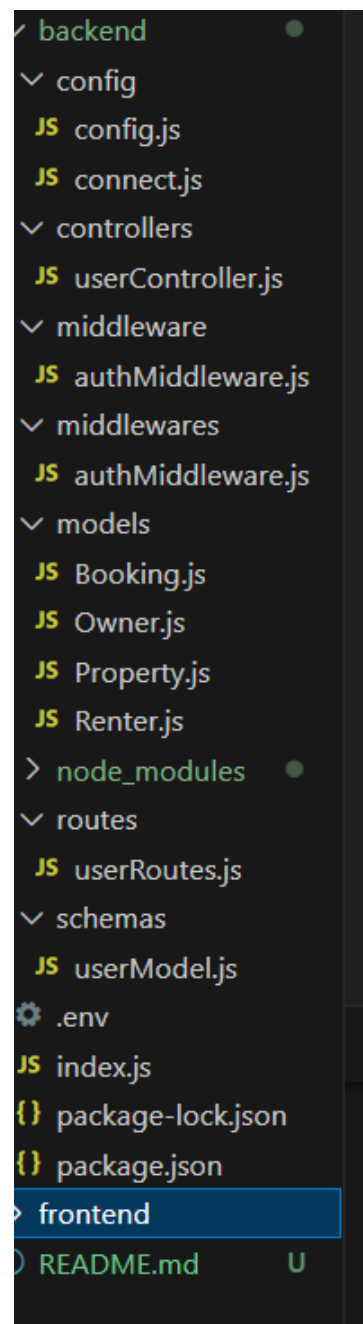 backend
config
JS config.js
JS connect.js
controllers
JS userController.js
middleware
JS authMiddleware.js
middlewares
JS authMiddleware.js
models
JS Booking.js
JS Owner.js
JS Property.js
JS Renter.js
node_modules
routes
JS userRoutes.js
schemas
JS userModel.js
.env
JS index.js
{} package-lock.json
{} package.json
frontend
README.md U